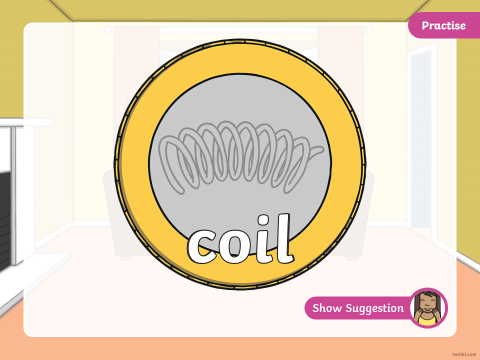 Practise
coil
Show Suggestion
twinkl.com